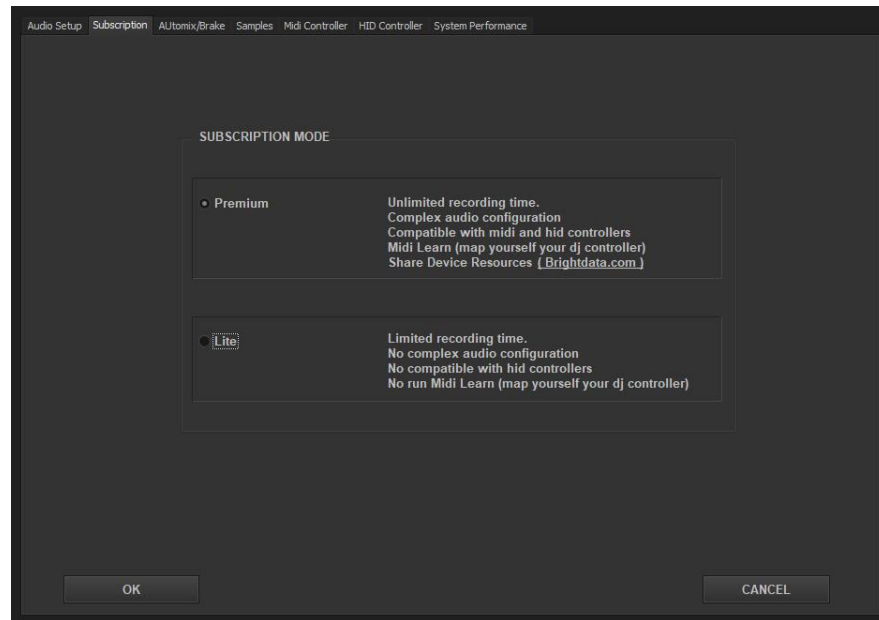 Audio Setup Subscription AUtomix/Brake Samples Midi Controller HID Controller System Performance
SUBSCRIPTION MODE
Premium
Unlimited recording time.
Complex audio configuration
Compatible with midi and hid controllers
Midi Learn (map yourself your dj controller)
Share Device Resources ( Brightdata.com )
Lite
Limited recording time.
No complex audio configuration
No compatible with hid controllers
No run Midi Learn (map yourself your dj controller)
OK CANCEL